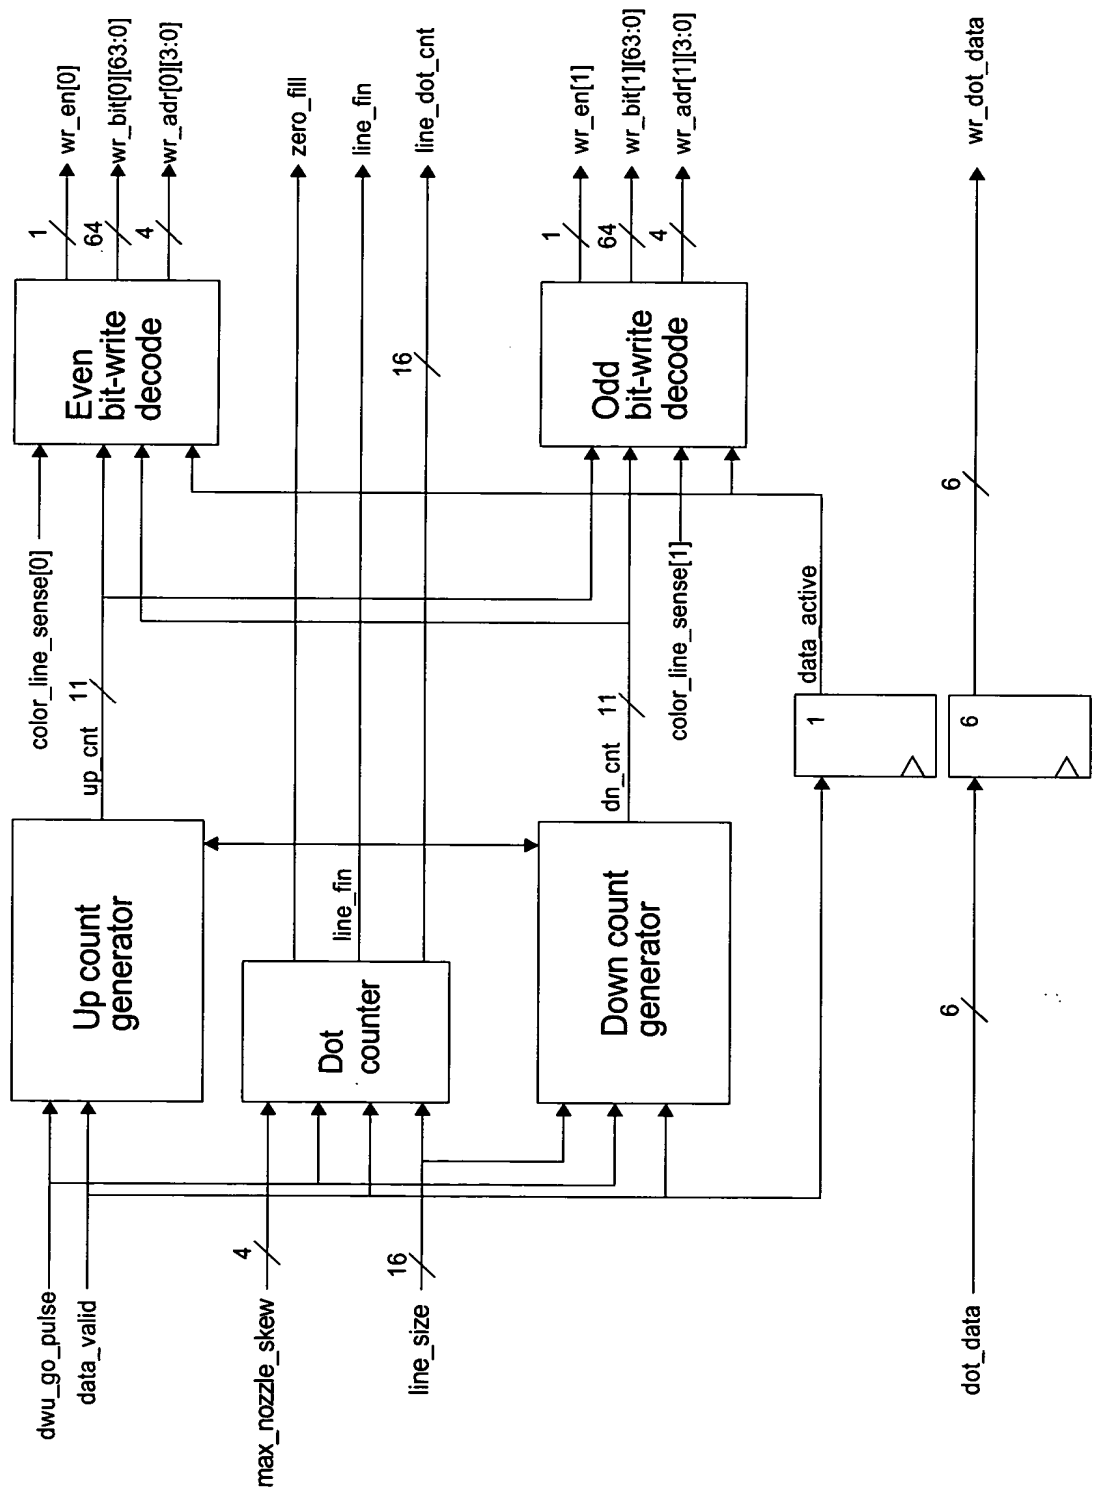 dwu_go_pulse
data_valid
max_nozzle_skew
4
line_size
16
dot_data
6
Up count
generator
Dot
counter
Down count
generator
line_fin
up_cnt
11
color_line_sense[0]
dn_cnt
11
color_line_sense[1]
1
data_active
6
6
Even
bit-write
decode
16
Odd
bit-write
decode
1
64
4
1
64
4
wr_en[0]
wr_bit[0][63:0]
wr_adr[0][3:0]
zero_fill
line_fin
line_dot_cnt
wr_en[1]
wr_bit[1][63:0]
wr_adr[1][3:0]
wr_dot_data